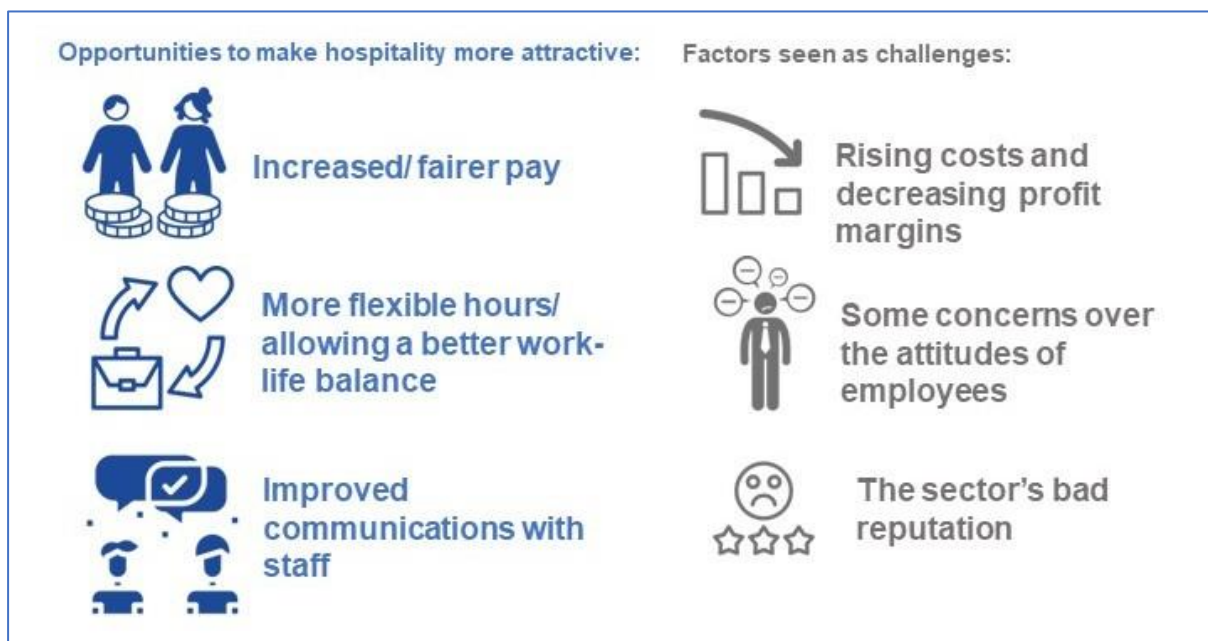 Opportunities to make hospitality more attractive:
Increased/ fairer pay
More flexible hours/
allowing a better work-
life balance
Improved
communications with
staff
Factors seen as challenges:
Rising costs and
decreasing profit
margins
Some concerns over
the attitudes of
employees
The sector’s bad
reputation